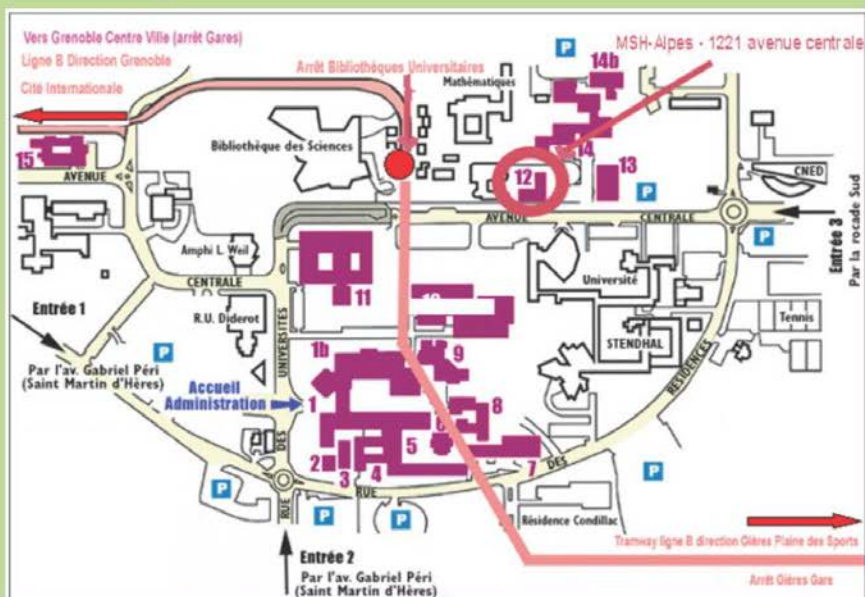 Vers Grenoble Centre Ville (arrêt Gares)
Ligne B Direction Grenoble
Cité Internationale
Arrêt Bibliothèques Universitaires
MSH-Alpes - 1221 avenue centrale
P
14b
Mathématiques
Bibliothèque des Sciences
15
AVENUE
14
12
13
P
CNED
AVENUE
CENTRALE
P
Entrée 3
Par la rocade Sud
Amphi L. Weil
CENTRALE
Entrée 1
R.U. Diderot
11
Université
STENDHAL
Tennis
RUE DES UNIVERSITES
1b
9
P
Par l'av. Gabriel Péri
(Saint Martin d'Hères)
Accueil
Administration
1
8
2
3
4
5
7
RUE DES RESIDENCES
P
P
P
P
P
Résidence Condillac
Entrée 2
Par l'av. Gabriel Péri
(Saint Martin d'Hères)
Tramway ligne B direction Gières Plaine des Sports
Arrêt Gières Gare